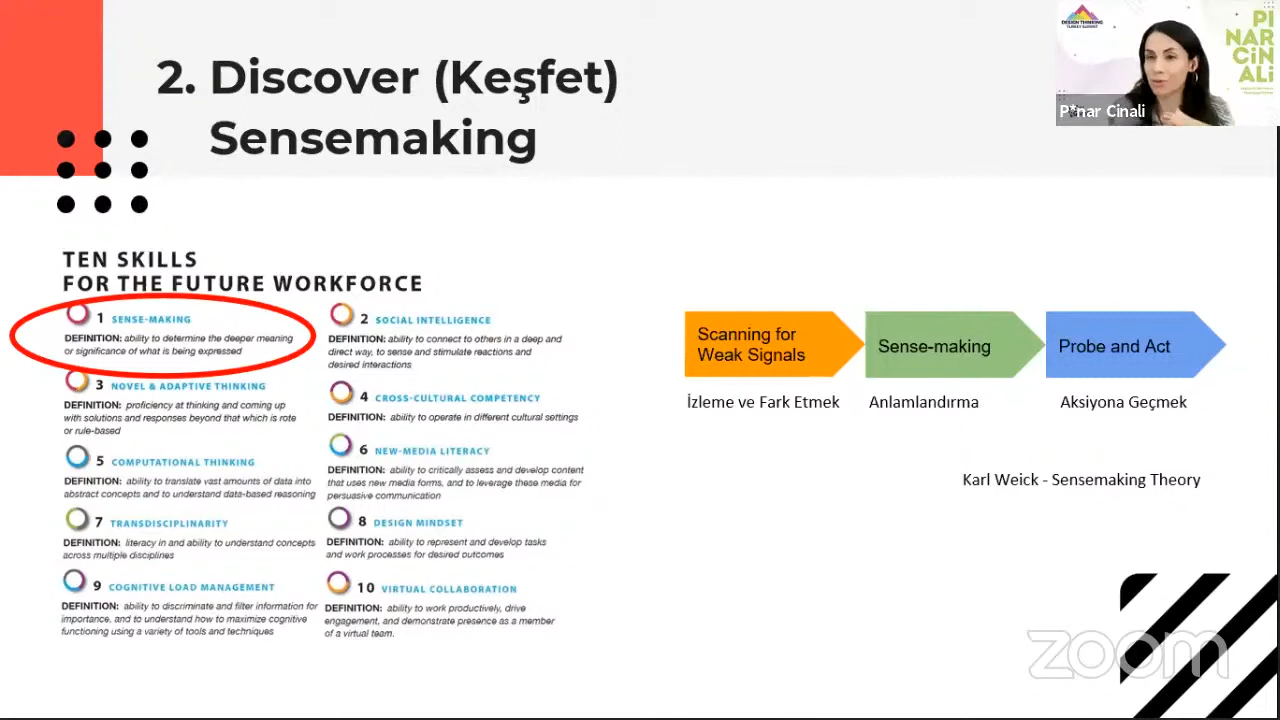 2. Discover (Keşfet)
Sensemaking
DESIGN THINKING
TURKEY SUMMIT
PI
NAR
CiN
ALi
P*nar Cinali
TEN SKILLS
FOR THE FUTURE WORKFORCE
1 SENSE-MAKING
DEFINITION: ability to determine the deeper meaning
or significance of what is being expressed
2 SOCIAL INTELLIGENCE
DEFINITION: ability to connect to others in a deep and
direct way, to sense and stimulate reactions and
desired interactions
3 NOVEL & ADAPTIVE THINKING
DEFINITION: proficiency at thinking and coming up
with solutions and responses beyond that which is rote
or rule-based
4 CROSS-CULTURAL COMPETENCY
DEFINITION: ability to operate in different cultural settings
5 COMPUTATIONAL THINKING
DEFINITION: ability to translate vast amounts of data into
abstract concepts and to understand data-based reasoning
6 NEW-MEDIA LITERACY
DEFINITION: ability to critically assess and develop content
that uses new media forms, and to leverage these media for
persuasive communication
7 TRANSDISCIPLINARITY
DEFINITION: literacy in and ability to understand concepts
across multiple disciplines
8 DESIGN MINDSET
DEFINITION: ability to represent and develop tasks
and work processes for desired outcomes
9 COGNITIVE LOAD MANAGEMENT
DEFINITION: ability to discriminate and filter information for
importance, and to understand how to maximize cognitive
functioning using a variety of tools and techniques
10 VIRTUAL COLLABORATION
DEFINITION: ability to work productively, drive
engagement, and demonstrate presence as a member
of a virtual team.
Scanning for
Weak Signals
Sense-making
Probe and Act
İzleme ve Fark Etmek
Anlamlandırma
Aksiyona Geçmek
Karl Weick - Sensemaking Theory
zoom